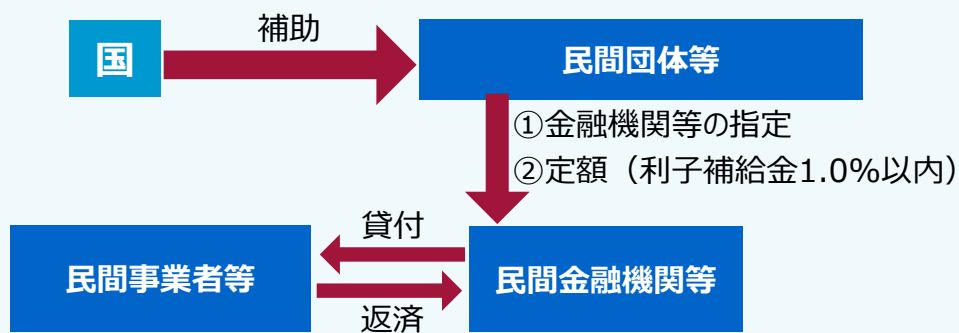 国
補助
民間団体等
①金融機関等の指定
②定額（利子補給金1.0%以内）
貸付
民間事業者等
民間金融機関等
返済